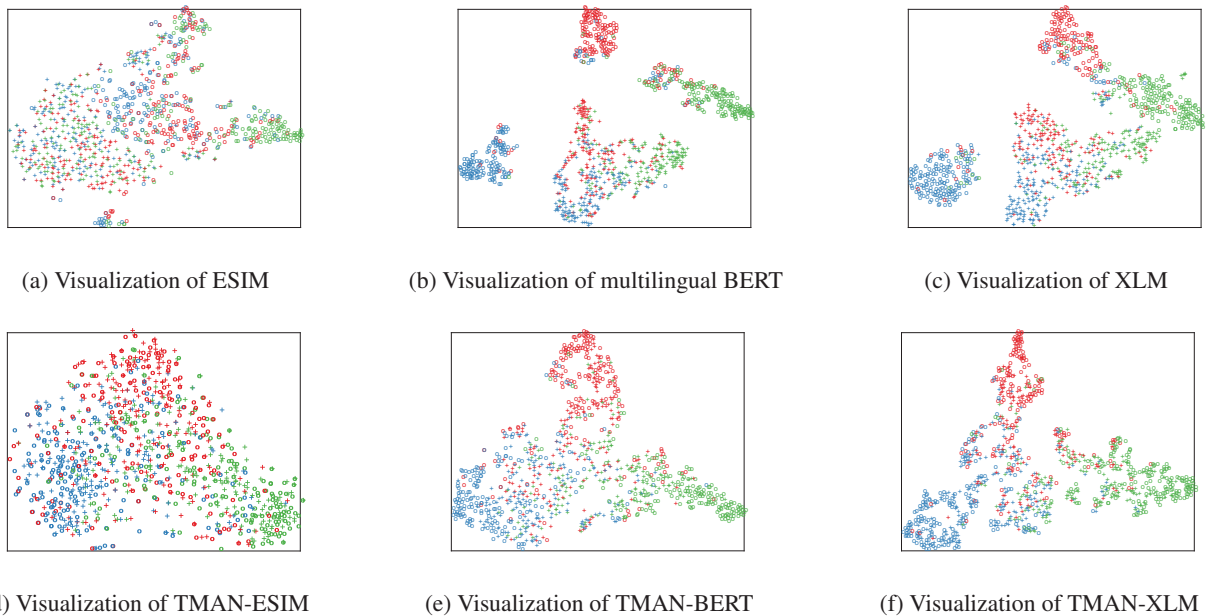 (a) Visualization of ESIM
(b) Visualization of multilingual BERT
(c) Visualization of XLM
) Visualization of TMAN-ESIM
(e) Visualization of TMAN-BERT
(f) Visualization of TMAN-XLM